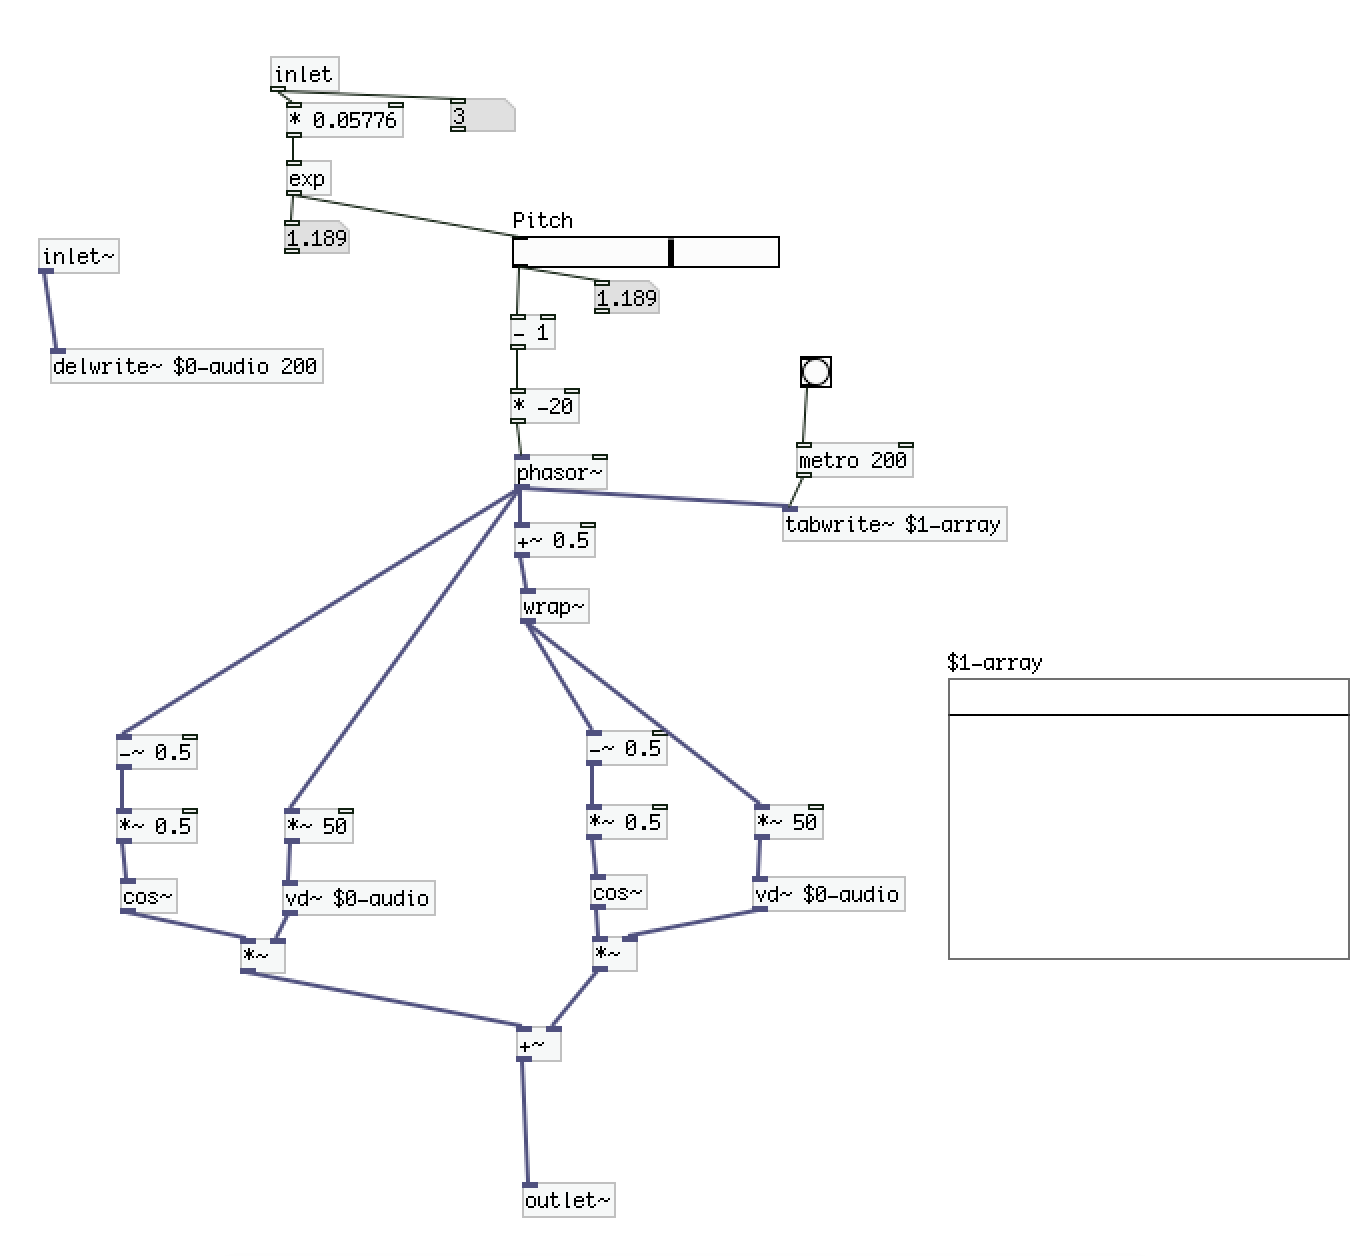 inlet
* 0.05776
3
exp
Pitch
1.189
inlet~
1.189
- 1
delwrite~ $0-audio 200
* -20
metro 200
phasor~
tabwrite~ $1-array
+~ 0.5
wrap~
$1-array
-~ 0.5
-~ 0.5
*~ 0.5
*~ 50
*~ 0.5
*~ 50
cos~
vd~ $0-audio
cos~
vd~ $0-audio
*~
*~
+~
outlet~